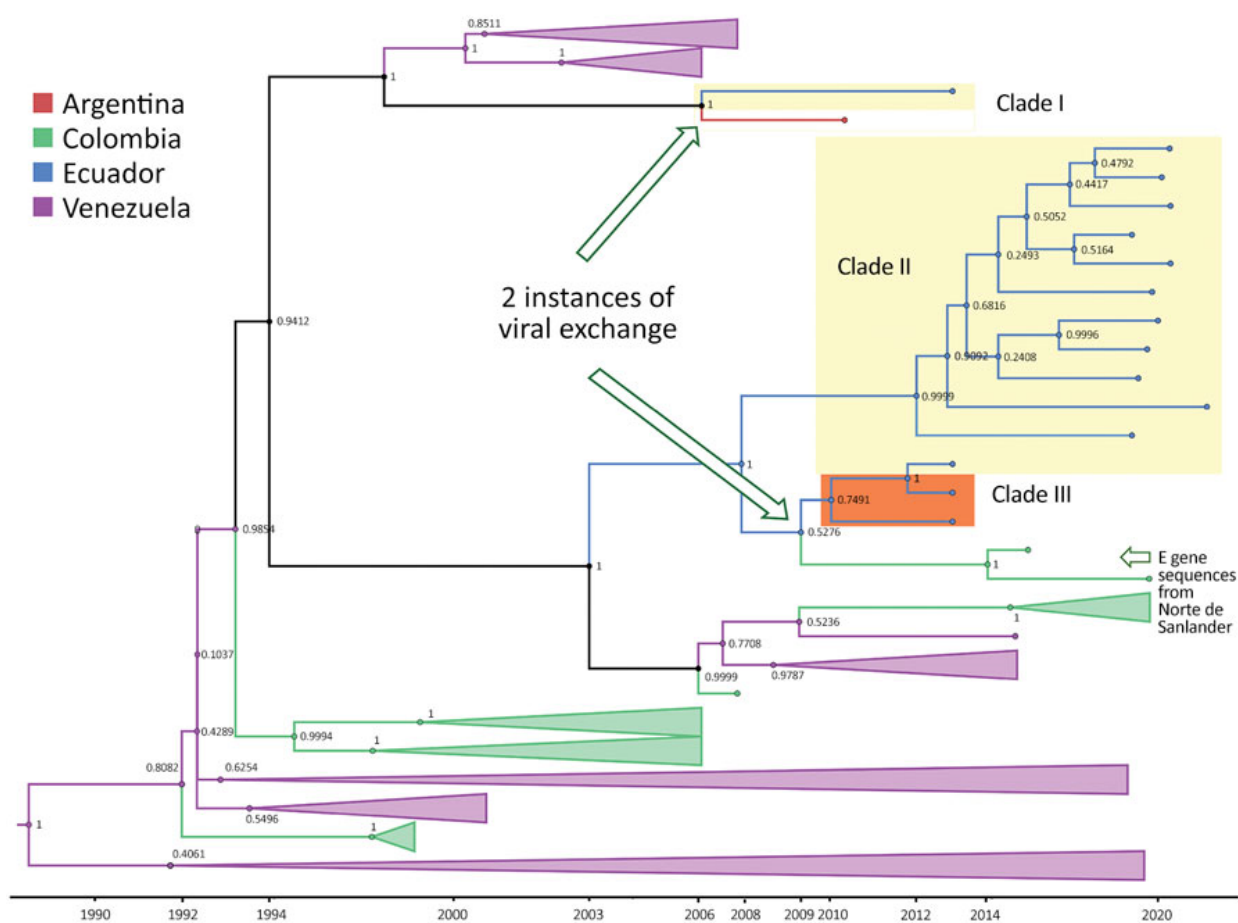 0.8511
1
1
1
Argentina
Colombia
Ecuador
Venezuela
1
Clade I
0.4792
0.4417
0.5052
0.5164
Clade II
0.2493
2 instances of
viral exchange
0.6816
0.9412
0.9996
0.2408
0.9999
1
1
Clade III
0.7491
0.9854
0.5276
1
1
E gene
sequences
from
Norte de
Sanlander
0.5236
1
0.7708
0.1037
0.9999
0.9787
1
0.4289
0.9994
1
0.8082
0.6254
0.5496
1
1
0.4061
1990 1992 1994 2000 2003 2006 2008 2009 2010 2012 2014 2020